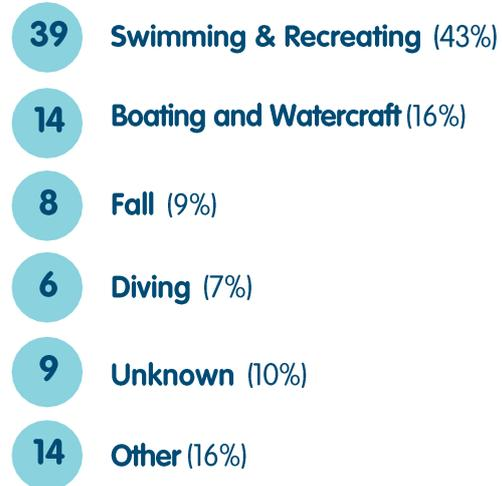 39 Swimming & Recreating (43%)
14 Boating and Watercraft (16%)
8 Fall (9%)
6 Diving (7%)
9 Unknown (10%)
14 Other (16%)